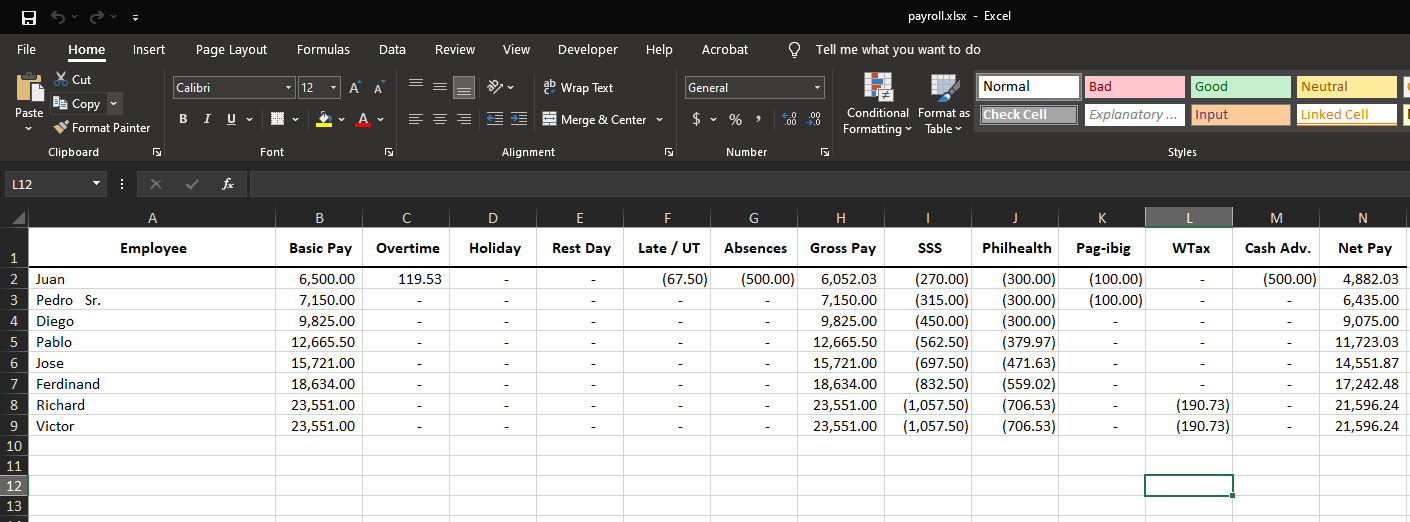 payroll.xlsx - Excel
File Home Insert Page Layout Formulas Data Review View Developer Help Acrobat Tell me what you want to do
Paste
Cut
Copy
Format Painter
Clipboard
Calibri 12 A A
B I U A
Font
ab Wrap Text
Merge & Center
Alignment
General
$ % ,
Number
Conditional Formatting
Format as Table
Normal Bad Good Neutral
Check Cell Explanatory ... Input Linked Cell
Styles
L12 fx
A B C D E F G H I J K L M N
1 Employee Basic Pay Overtime Holiday Rest Day Late / UT Absences Gross Pay SSS Philhealth Pag-ibig WTax Cash Adv. Net Pay
2 Juan 6,500.00 119.53 - - (67.50) (500.00) 6,052.03 (270.00) (300.00) (100.00) - (500.00) 4,882.03
3 Pedro Sr. 7,150.00 - - - - - 7,150.00 (315.00) (300.00) (100.00) - - 6,435.00
4 Diego 9,825.00 - - - - - 9,825.00 (450.00) (300.00) - - - 9,075.00
5 Pablo 12,665.50 - - - - - 12,665.50 (562.50) (379.97) - - - 11,723.03
6 Jose 15,721.00 - - - - - 15,721.00 (697.50) (471.63) - - - 14,551.87
7 Ferdinand 18,634.00 - - - - - 18,634.00 (832.50) (559.02) - - - 17,242.48
8 Richard 23,551.00 - - - - - 23,551.00 (1,057.50) (706.53) - (190.73) - 21,596.24
9 Victor 23,551.00 - - - - - 23,551.00 (1,057.50) (706.53) - (190.73) - 21,596.24
10
11
12
13